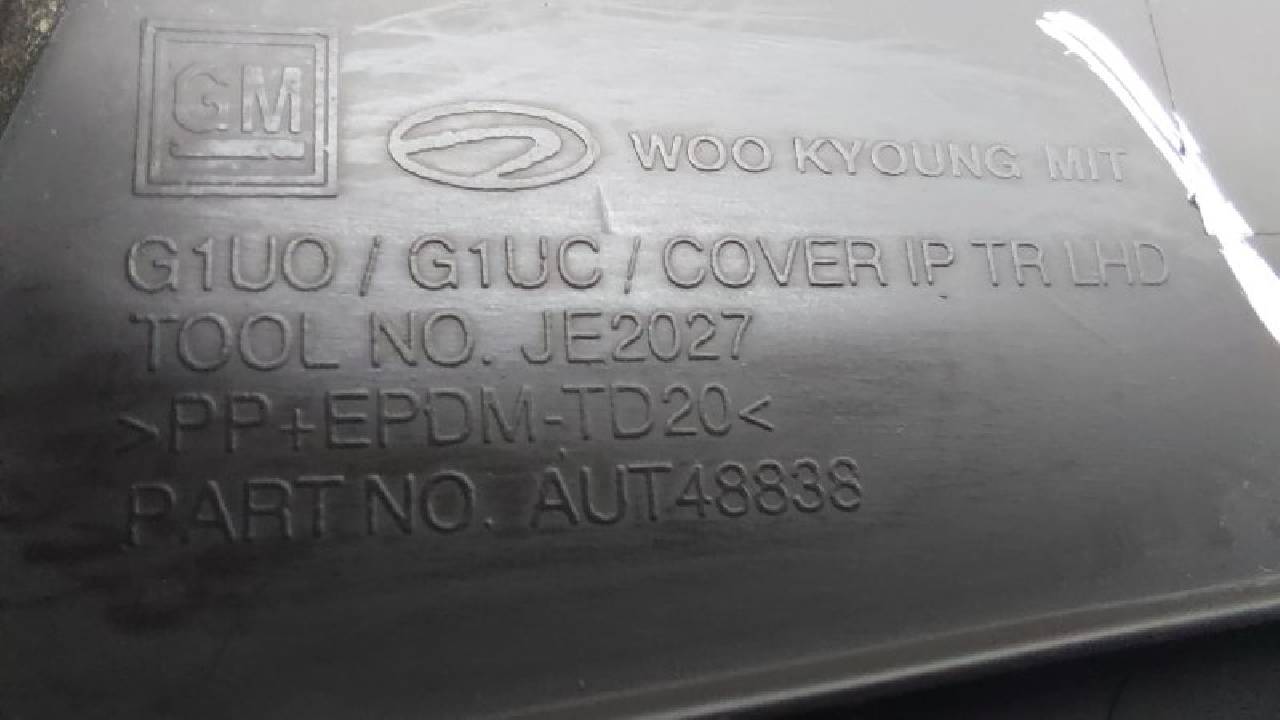 GM
WOO KYOUNG MIT
G1UO / G1UC / COVER IP TR LHD
TOOL NO. JE2027
>PP+EPDM-TD20<
PART NO. AUT48838